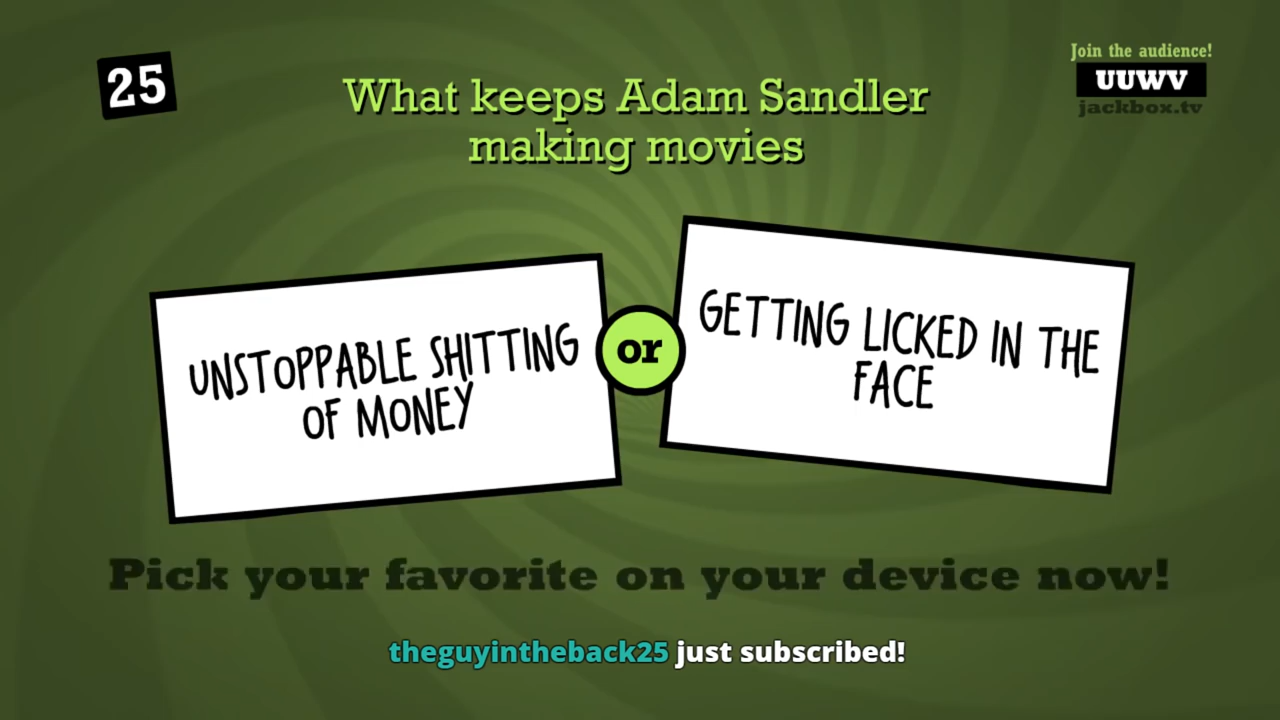 25
What keeps Adam Sandler
making movies
Join the audience!
UUWV
jackbox.tv
UNSTOPPABLE SHITTING
OF MONEY
or
GETTING LICKED IN THE
FACE
Pick your favorite on your device now!
theguyintheback25 just subscribed!